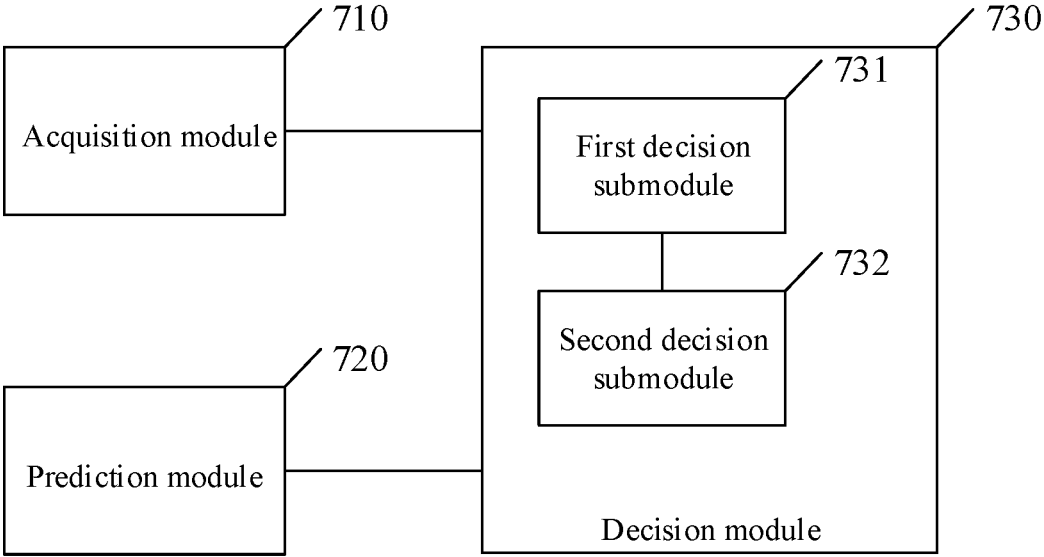 710
Acquisition module
730
731
First decision
submodule
732
Second decision
submodule
720
Prediction module
Decision module